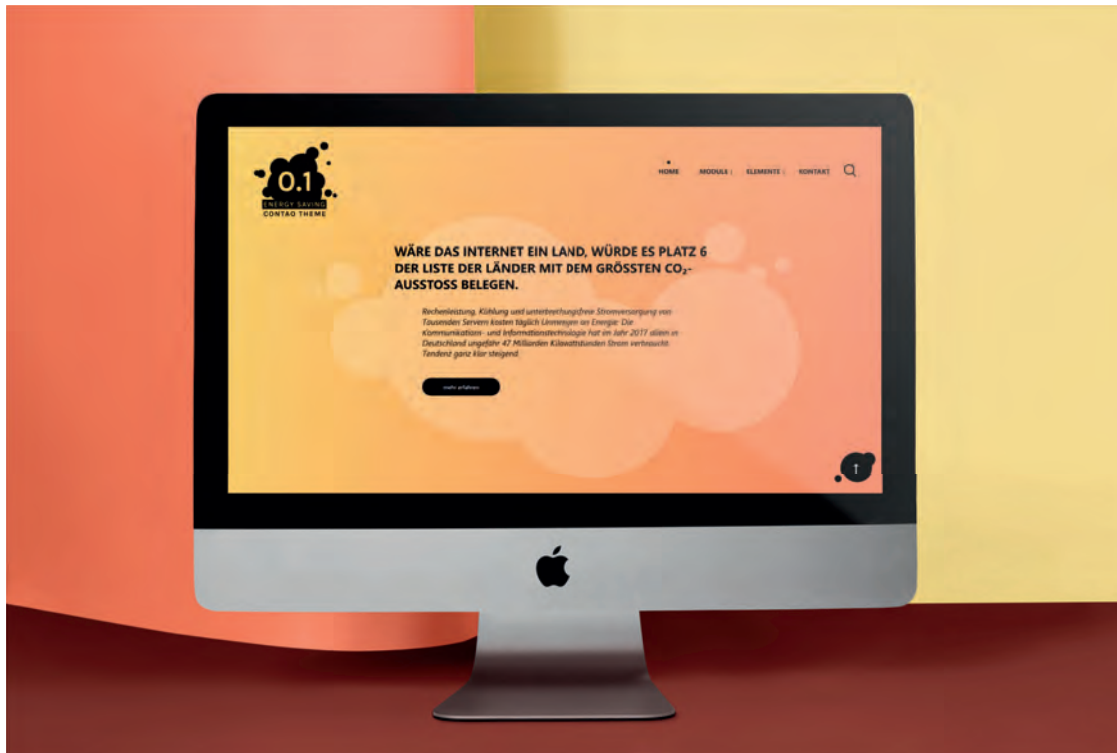 0.1
ENERGY SAVING
CONTAO THEME
HOME MODULE ELEMENTE KONTAKT
WÄRE DAS INTERNET EIN LAND, WÜRDE ES PLATZ 6
DER LISTE DER LÄNDER MIT DEM GRÖSSTEN CO₂-
AUSSTOSS BELEGEN.
Rechenleistung, Kühlung und unterbrechungsfreie Stromversorgung von
Tausenden Servern kosten täglich Unmengen an Energie: Die
Kommunikations- und Informationstechnologie hat im Jahr 2017 allein in
Deutschland ungefähr 47 Milliarden Kilowattstunden Strom verbraucht.
Tendenz ganz klar steigend.
mehr erfahren